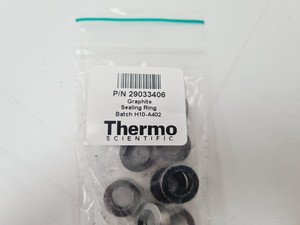 P/N 29033406
Graphite
Sealing Ring
Batch H10-A402
Thermo
SCIENTIFIC